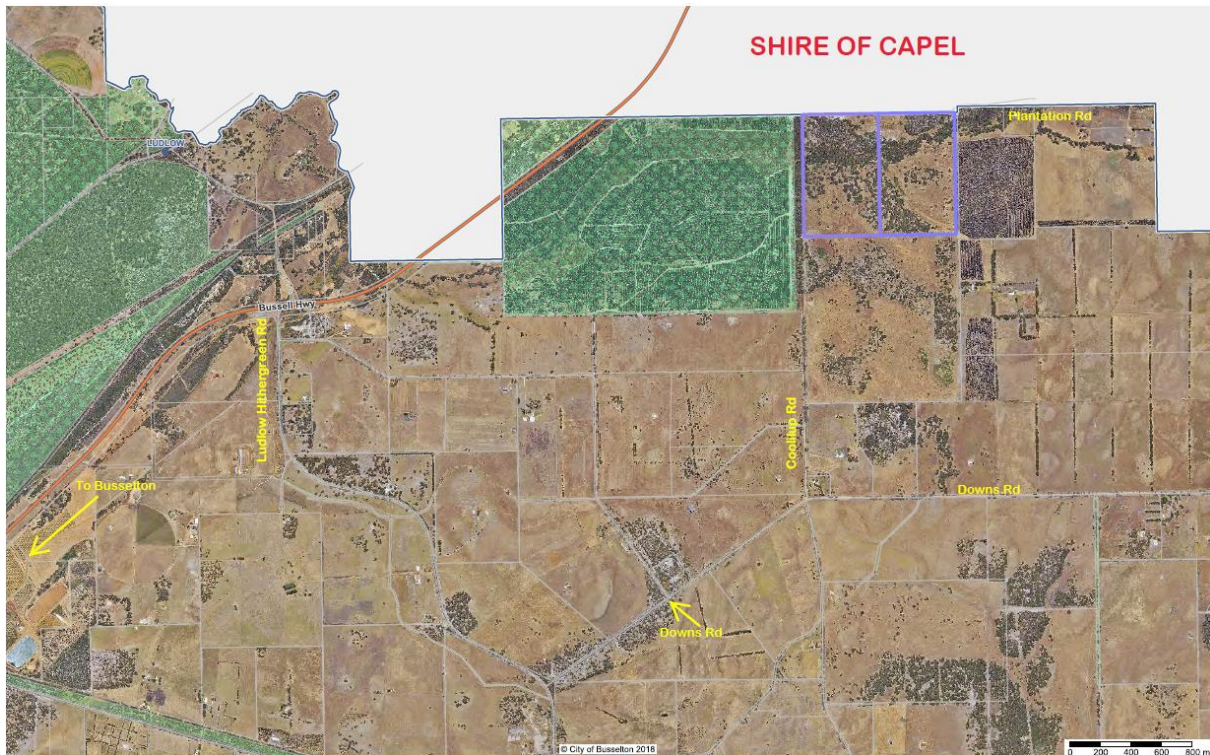 SHIRE OF CAPEL
Plantation Rd
LUDLOW
Bussell Hwy
Ludlow Hithergreen Rd
Cooliup Rd
To Busselton
Downs Rd
Downs Rd
© City of Busselton 2018
0 200 400 600 800 m